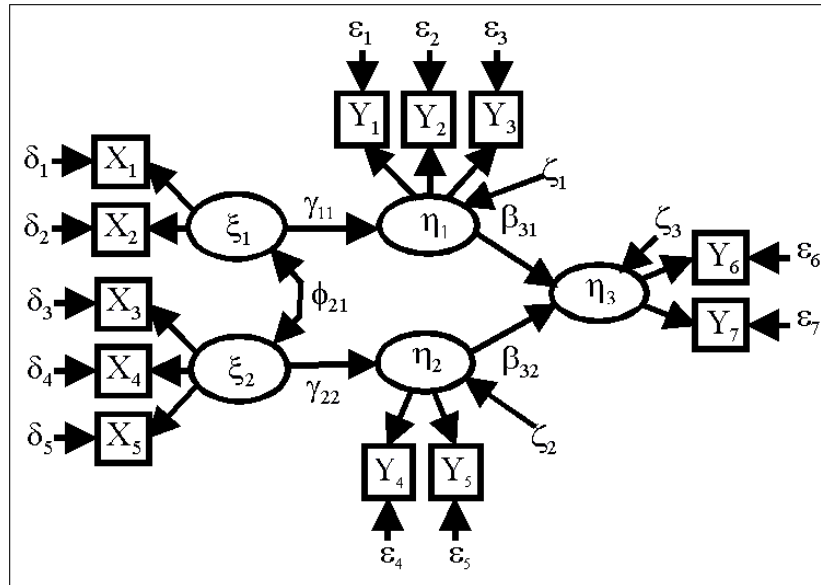 ε₁ ε₂ ε₃
Y₁ Y₂ Y₃
δ₁ X₁
ζ₁
δ₂ X₂ ξ₁ γ₁₁ η₁ β₃₁ ζ₃
Y₆ ε₆
δ₃ X₃ ϕ₂₁ η₃
Y₇ ε₇
δ₄ X₄ ξ₂ γ₂₂ η₂ β₃₂
δ₅ X₅ ζ₂
Y₄ Y₅
ε₄ ε₅